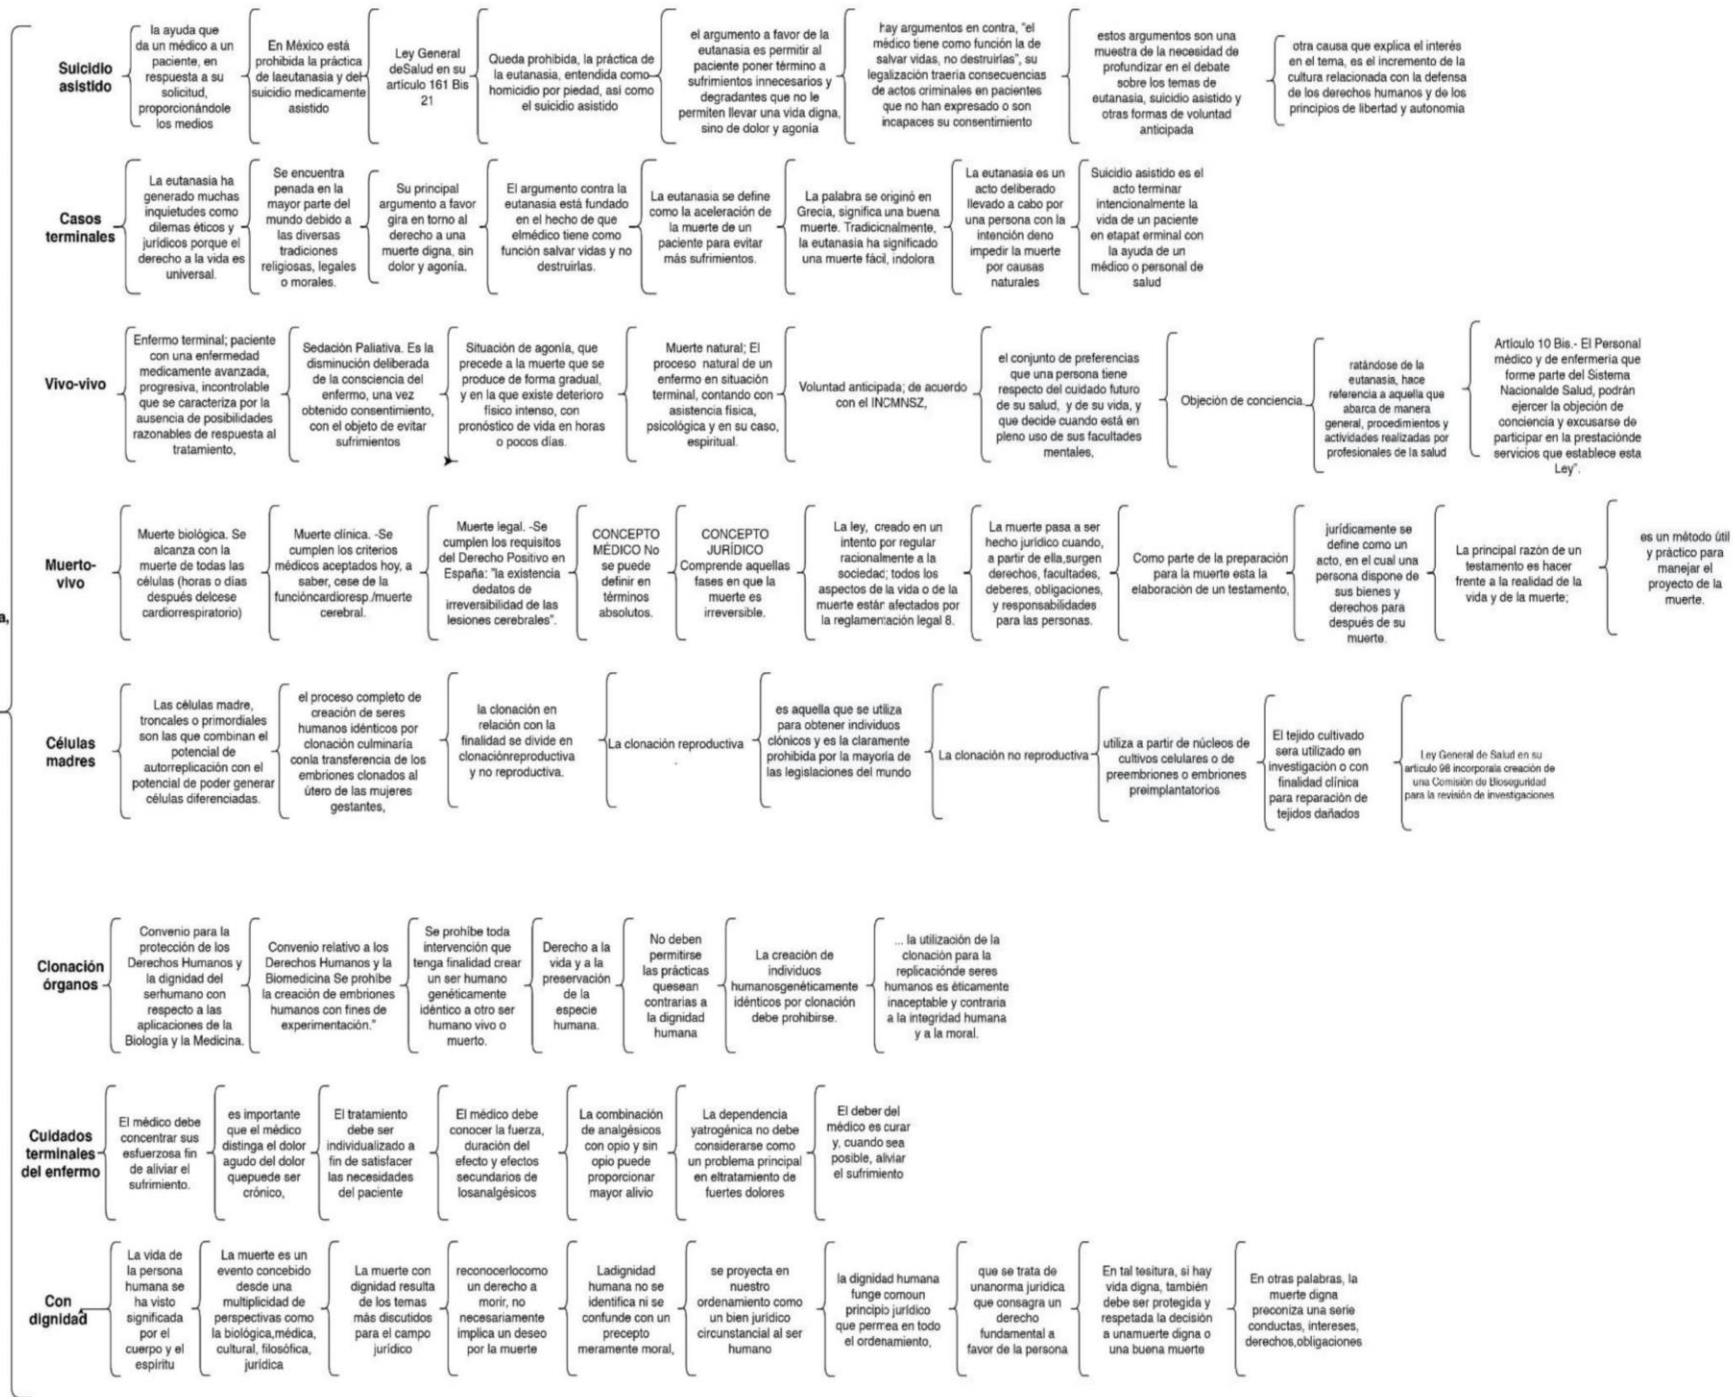 Suicidio
asistido
la ayuda que
da un médico a un
paciente, en
respuesta a su
solicitud,
proporcionándole
los medios
En México está
prohibida la práctica
de laeutanasia y del
suicidio medicamente
asistido
Ley General
deSalud en su
artículo 161 Bis
21
Queda prohibida, la práctica de
la eutanasia, entendida como
homicidio por piedad, así como
el suicidio asistido
el argumento a favor de la
eutanasia es permitir al
paciente poner término a
sufrimientos innecesarios y
degradantes que no le
permiten llevar una vida digna,
sino de dolor y agonía
hay argumentos en contra, "el
médico tiene como función la de
salvar vidas, no destruirlas", su
legalización traería consecuencias
de actos criminales en pacientes
que no han expresado o son
incapaces su consentimiento
estos argumentos son una
muestra de la necesidad de
profundizar en el debate
sobre los temas de
eutanasia, suicidio asistido y
otras formas de voluntad
anticipada
otra causa que explica el interés
en el tema, es el incremento de la
cultura relacionada con la defensa
de los derechos humanos y de los
principios de libertad y autonomia
Casos
terminales
La eutanasia ha
generado muchas
inquietudes como
dilemas éticos y
jurídicos porque el
derecho a la vida es
universal.
Se encuentra
penada en la
mayor parte del
mundo debido a
las diversas
tradiciones
religiosas, legales
o morales.
Su principal
argumento a favor
gira en torno al
derecho a una
muerte digna, sin
dolor y agonía.
El argumento contra la
eutanasia está fundado
en el hecho de que
elmédico tiene como
función salvar vidas y no
destruirlas.
La eutanasia se define
como la aceleración de
la muerte de un
paciente para evitar
más sufrimientos.
La palabra se originó en
Grecia, significa una buena
muerte. Tradicionalmente,
la eutanasia ha significado
una muerte fácil, indolora
La eutanasia es un
acto deliberado
llevado a cabo por
una persona con la
intención deno
impedir la muerte
por causas
naturales
Suicidio asistido es el
acto terminar
intencionalmente la
vida de un paciente
en etapat erminal con
la ayuda de un
médico o personal de
salud
Vivo-vivo
Enfermo terminal; paciente
con una enfermedad
medicamente avanzada,
progresiva, incontrolable
que se caracteriza por la
ausencia de posibilidades
razonables de respuesta al
tratamiento,
Sedación Paliativa. Es la
disminución deliberada
de la consciencia del
enfermo, una vez
obtenido consentimiento,
con el objeto de evitar
sufrimientos
Situación de agonía, que
precede a la muerte que se
produce de forma gradual,
y en la que existe deterioro
físico intenso, con
pronóstico de vida en horas
o pocos días.
Muerte natural; El
proceso natural de un
enfermo en situación
terminal, contando con
asistencia física,
psicológica y en su caso,
espiritual.
Voluntad anticipada; de acuerdo
con el INCMNSZ,
el conjunto de preferencias
que una persona tiene
respecto del cuidado futuro
de su salud, y de su vida, y
que decide cuando está en
pleno uso de sus facultades
mentales,
Objeción de conciencia.
ratándose de la
eutanasia, hace
referencia a aquella que
abarca de manera
general, procedimientos y
actividades realizadas por
profesionales de la salud
Artículo 10 Bis.- El Personal
médico y de enfermería que
forme parte del Sistema
Nacionalde Salud, podrán
ejercer la objeción de
conciencia y excusarse de
participar en la prestaciónde
servicios que establece esta
Ley".
a,
Muerto-
vivo
Muerte biológica. Se
alcanza con la
muerte de todas las
células (horas o días
después delcese
cardiorrespiratorio)
Muerte clínica. -Se
cumplen los criterios
médicos aceptados hoy, a
saber, cese de la
funcióncardioresp./muerte
cerebral.
Muerte legal. -Se
cumplen los requisitos
del Derecho Positivo en
España: "la existencia
dedatos de
irreversibilidad de las
lesiones cerebrales".
CONCEPTO
MÉDICO No
se puede
definir en
términos
absolutos.
CONCEPTO
JURÍDICO
Comprende aquellas
fases en que la
muerte es
irreversible.
La ley, creado en un
intento por regular
racionalmente a la
sociedad; todos los
aspectos de la vida o de la
muerte están afectados por
la reglamentación legal 8.
La muerte pasa a ser
hecho jurídico cuando,
a partir de ella,surgen
derechos, facultades,
deberes, obligaciones,
y responsabilidades
para las personas.
Como parte de la preparación
para la muerte esta la
elaboración de un testamento,
jurídicamente se
define como un
acto, en el cual una
persona dispone de
sus bienes y
derechos para
después de su
muerte.
La principal razón de un
testamento es hacer
frente a la realidad de la
vida y de la muerte;
es un método útil
y práctico para
manejar el
proyecto de la
muerte.
Células
madres
Las células madre,
troncales o primordiales
son las que combinan el
potencial de
autorreplicación con el
potencial de poder generar
células diferenciadas.
el proceso completo de
creación de seres
humanos idénticos por
clonación culminaría
conla transferencia de los
embriones clonados al
útero de las mujeres
gestantes,
la clonación en
relación con la
finalidad se divide en
clonaciónreproductiva
y no reproductiva.
La clonación reproductiva
.
es aquella que se utiliza
para obtener individuos
clónicos y es la claramente
prohibida por la mayoría de
las legislaciones del mundo
La clonación no reproductiva
utiliza a partir de núcleos de
cultivos celulares o de
preembriones o embriones
preimplantatorios
El tejido cultivado
sera utilizado en
investigación o con
finalidad clínica
para reparación de
tejidos dañados
Ley General de Salud en su
artículo 98 incorporala creación de
una Comisión de Bioseguridad
para la revisión de investigaciones
Clonación
órganos
Convenio para la
protección de los
Derechos Humanos y
la dignidad del
serhumano con
respecto a las
aplicaciones de la
Biología y la Medicina.
Convenio relativo a los
Derechos Humanos y la
Biomedicina Se prohíbe
la creación de embriones
humanos con fines de
experimentación."
Se prohíbe toda
intervención que
tenga finalidad crear
un ser humano
genéticamente
idéntico a otro ser
humano vivo o
muerto.
Derecho a la
vida y a la
preservación
de la
especie
humana.
No deben
permitirse
las prácticas
quesean
contrarias a
la dignidad
humana
La creación de
individuos
humanosgenéticamente
idénticos por clonación
debe prohibirse.
... la utilización de la
clonación para la
replicaciónde seres
humanos es éticamente
inaceptable y contraria
a la integridad humana
y a la moral.
Cuidados
terminales
del enfermo
El médico debe
concentrar sus
esfuerzosa fin
de aliviar el
sufrimiento.
es importante
que el médico
distinga el dolor
agudo del dolor
quepuede ser
crónico,
El tratamiento
debe ser
individualizado a
fin de satisfacer
las necesidades
del paciente
El médico debe
conocer la fuerza,
duración del
efecto y efectos
secundarios de
losanalgésicos
La combinación
de analgésicos
con opio y sin
opio puede
proporcionar
mayor alivio
La dependencia
yatrogénica no debe
considerarse como
un problema principal
en eltratamiento de
fuertes dolores
El deber del
médico es curar
y, cuando sea
posible, aliviar
el sufrimiento
Con
dignidad
La vida de
la persona
humana se
ha visto
significada
por el
cuerpo y el
espíritu
La muerte es un
evento concebido
desde una
multiplicidad de
perspectivas como
la biológica,médica,
cultural, filosófica,
jurídica
La muerte con
dignidad resulta
de los temas
más discutidos
para el campo
jurídico
reconocerlocomo
un derecho a
morir, no
necesariamente
implica un deseo
por la muerte
Ladignidad
humana no se
identifica ni se
confunde con un
precepto
meramente moral,
se proyecta en
nuestro
ordenamiento como
un bien jurídico
circunstancial al ser
humano
la dignidad humana
funge comoun
principio jurídico
que permea en todo
el ordenamiento,
que se trata de
unanorma jurídica
que consagra un
derecho
fundamental a
favor de la persona
En tal tesitura, si hay
vida digna, también
debe ser protegida y
respetada la decisión
a unamuerte digna o
una buena muerte
En otras palabras, la
muerte digna
preconiza una serie
conductas, intereses,
derechos,obligaciones